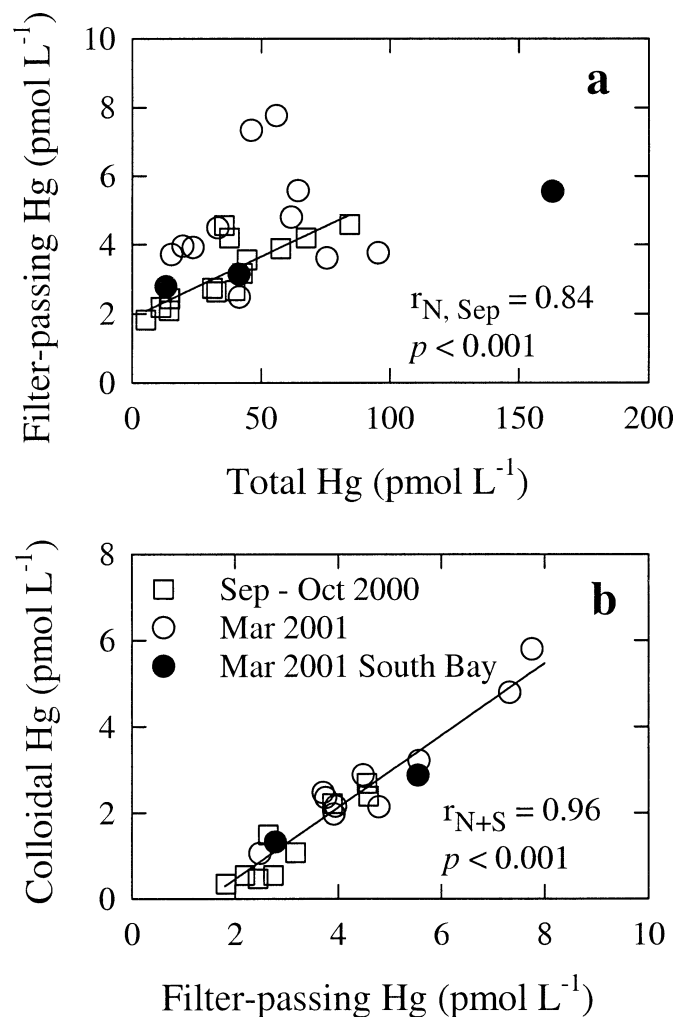 10
8
6
4
2
0
Filter-passing Hg (pmol L-1)
a
rN, Sep = 0.84
p < 0.001
0 50 100 150 200
Total Hg (pmol L-1)
8
6
4
2
0
Colloidal Hg (pmol L-1)
b
Sep - Oct 2000
Mar 2001
Mar 2001 South Bay
rN+S = 0.96
p < 0.001
0 2 4 6 8 10
Filter-passing Hg (pmol L-1)